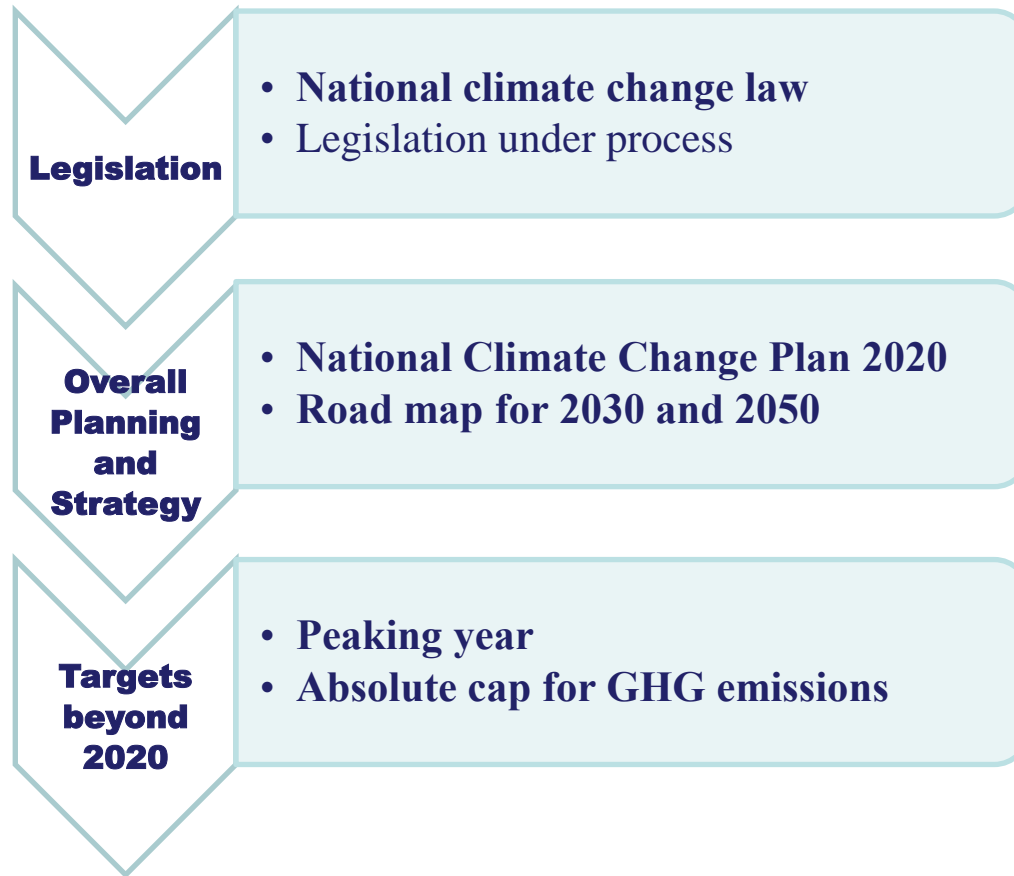 Legislation
• National climate change law
• Legislation under process
Overall
Planning
and
Strategy
• National Climate Change Plan 2020
• Road map for 2030 and 2050
Targets
beyond
2020
• Peaking year
• Absolute cap for GHG emissions